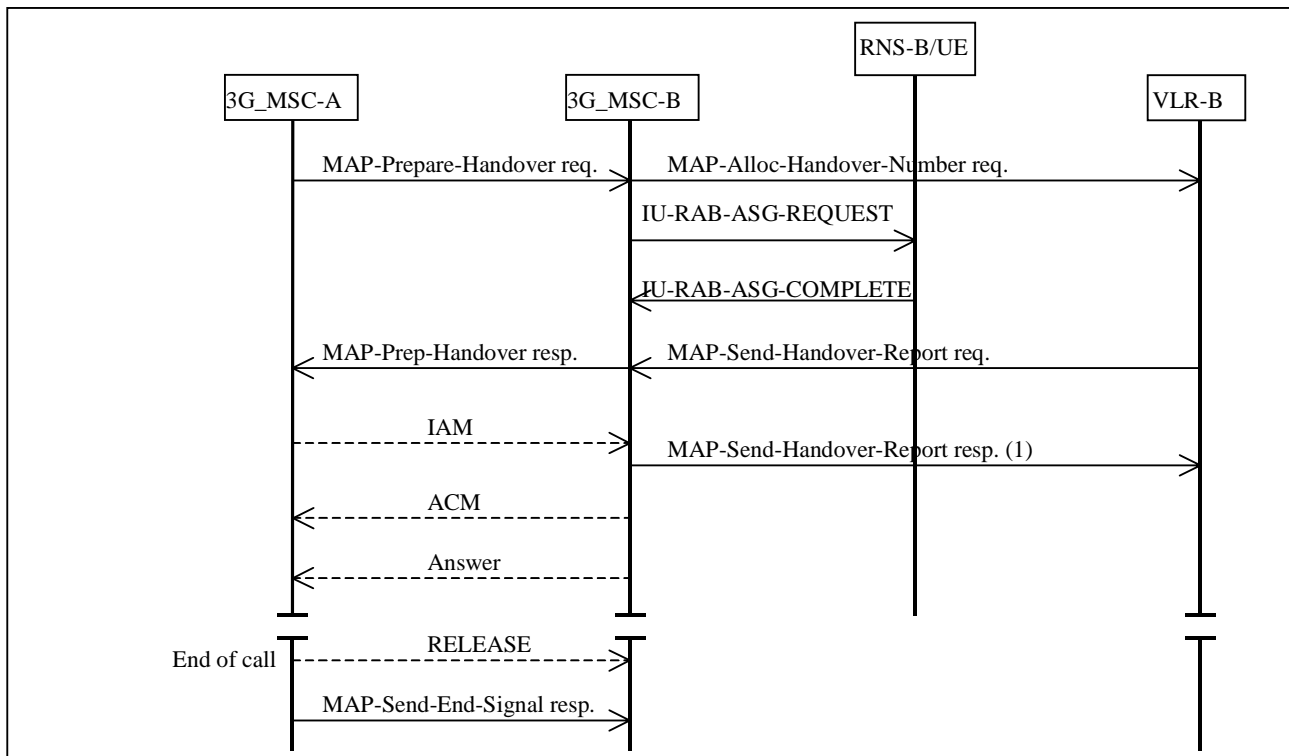 RNS-B/UE
3G_MSC-A
3G_MSC-B
VLR-B
MAP-Prepare-Handover req.
MAP-Alloc-Handover-Number req.
IU-RAB-ASG-REQUEST
IU-RAB-ASG-COMPLETE
MAP-Prep-Handover resp.
MAP-Send-Handover-Report req.
IAM
MAP-Send-Handover-Report resp. (1)
ACM
Answer
RELEASE
End of call
MAP-Send-End-Signal resp.